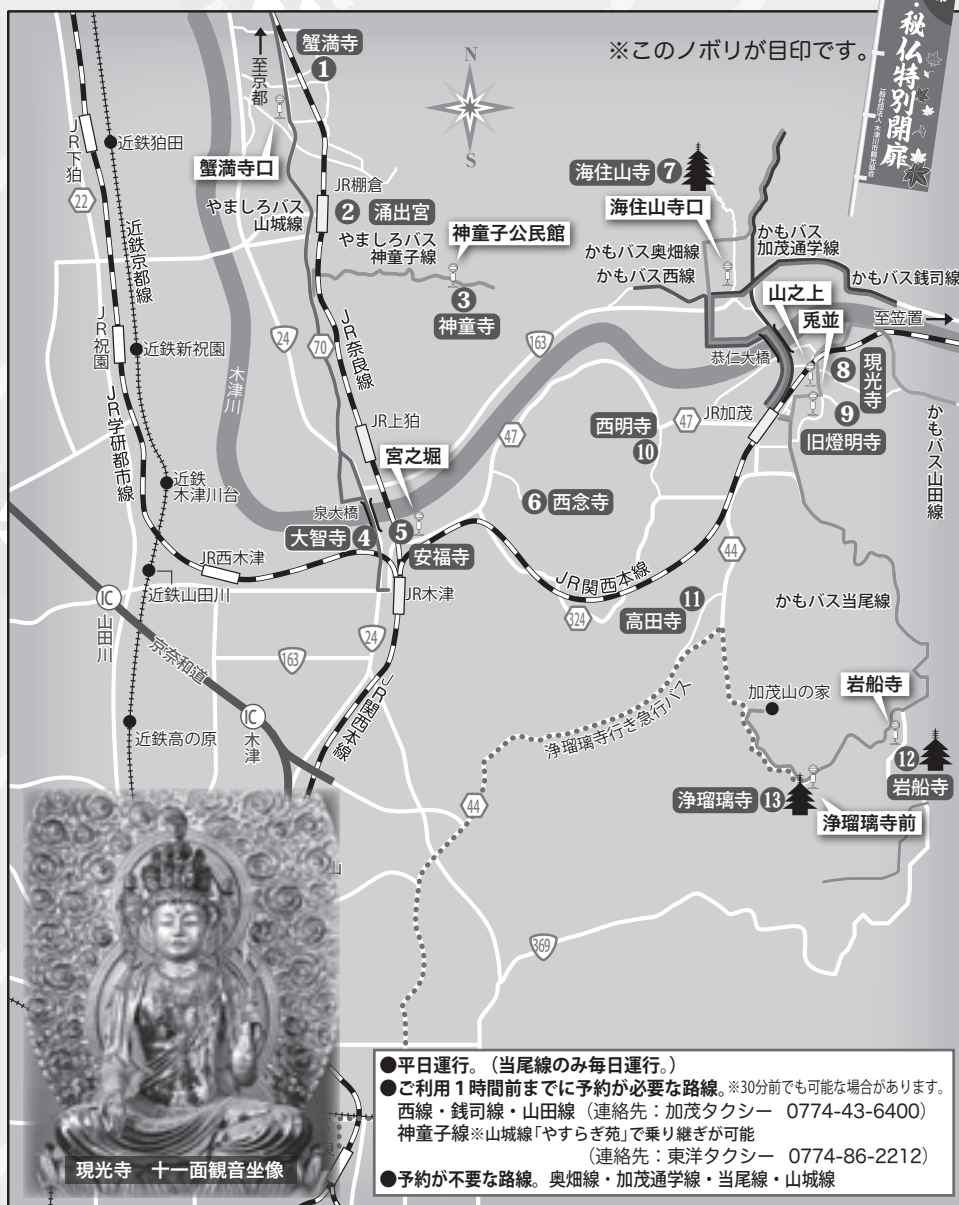 ※このノボリが目印です。
・秘仏特別開扉
一般社団法人 木津川市観光協会
至京都
蟹満寺
1
蟹満寺口
N
S
JR下狛
近鉄狛田
22
近鉄京都線
やましろバス
山城線
JR棚倉
2 涌出宮
やましろバス
神童子線
神童子公民館
3
神童寺
海住山寺 7
海住山寺口
かもバス奥畑線
かもバス西線
かもバス
加茂通学線
かもバス銭司線
至笠置
山之上
兎並
恭仁大橋
8 現光寺
9
旧燈明寺
JR加茂
かもバス山田線
JR祝園
近鉄新祝園
JR学研都市線
木津川
24
70
JR奈良線
163
JR上狛
47
西明寺
10
47
宮之堀
近鉄
木津川台
泉大橋
大智寺 4
5
安福寺
6 西念寺
JR西木津
JR木津
JR関西本線
44
近鉄山田川
IC
山田川
京奈和道
163
24
324
高田寺 11
かもバス当尾線
IC
木津
JR関西本線
近鉄高の原
浄瑠璃寺行き急行バス
加茂山の家
岩船寺
12
岩船寺
浄瑠璃寺 13
浄瑠璃寺前
44
369
山
良
現光寺 十一面観音坐像
●平日運行。(当尾線のみ毎日運行。)
●ご利用1時間前までに予約が必要な路線。※30分前でも可能な場合があります。
西線・銭司線・山田線(連絡先:加茂タクシー 0774-43-6400)
神童子線※山城線「やすらぎ苑」で乗り継ぎが可能
(連絡先:東洋タクシー 0774-86-2212)
●予約が不要な路線。奥畑線・加茂通学線・当尾線・山城線